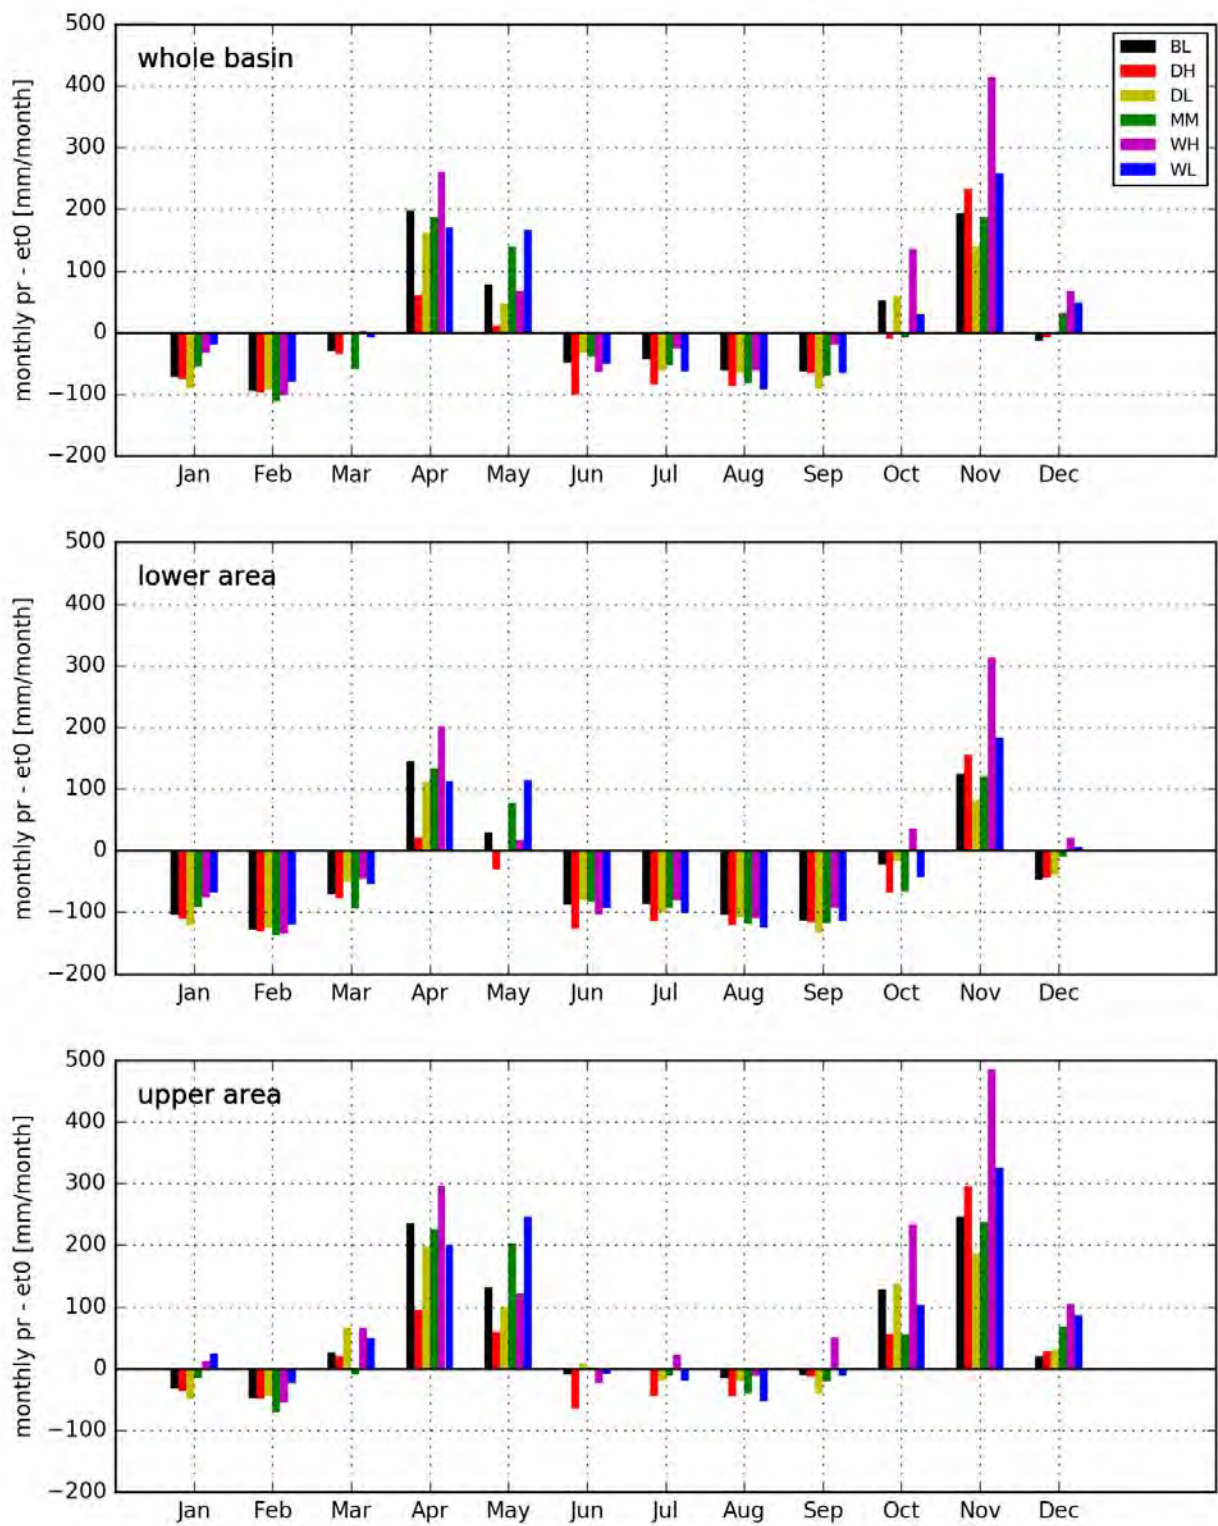 whole basin
monthly pr - et0 [mm/month]
500
400
300
200
100
0
−100
−200
Jan Feb Mar Apr May Jun Jul Aug Sep Oct Nov Dec
BL
DH
DL
MM
WH
WL
lower area
monthly pr - et0 [mm/month]
500
400
300
200
100
0
−100
−200
Jan Feb Mar Apr May Jun Jul Aug Sep Oct Nov Dec
upper area
monthly pr - et0 [mm/month]
500
400
300
200
100
0
−100
−200
Jan Feb Mar Apr May Jun Jul Aug Sep Oct Nov Dec